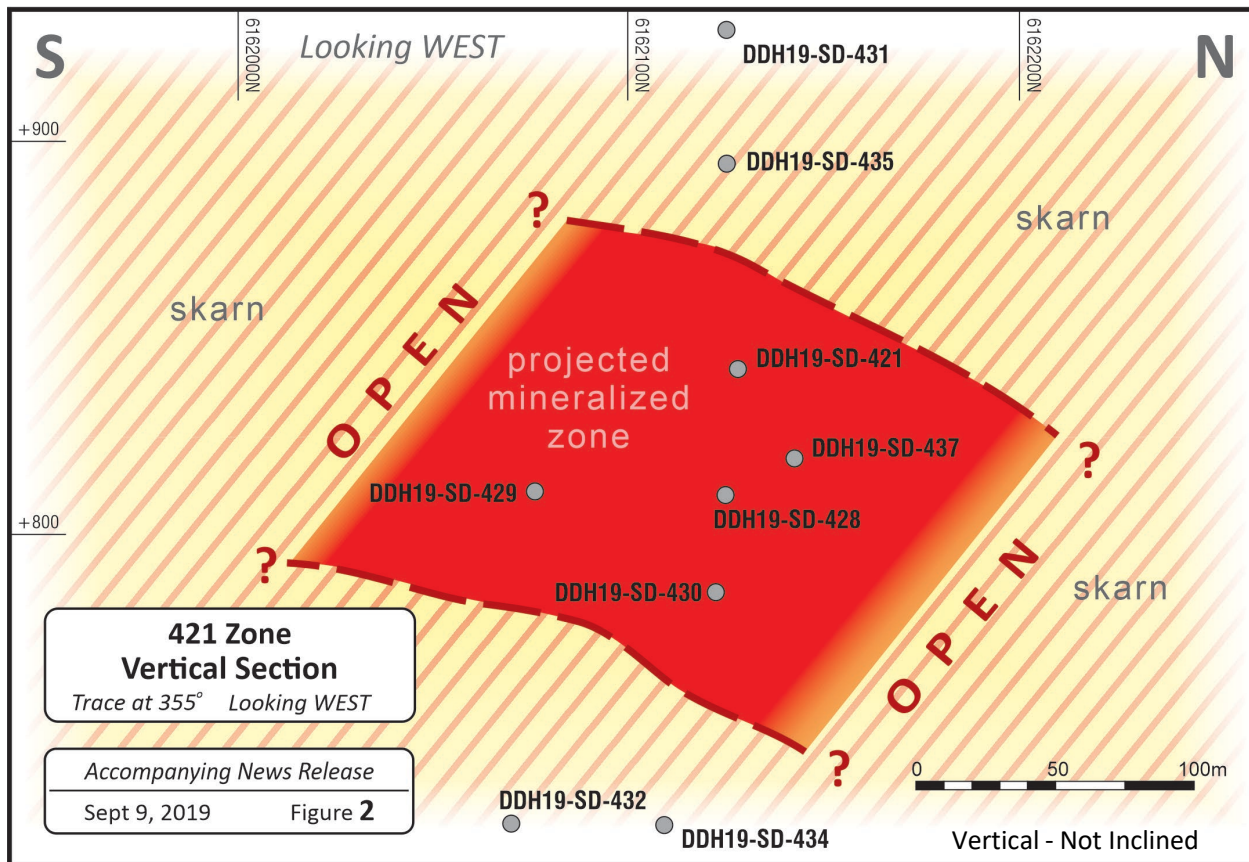 S
Looking WEST
6162000N
6162100N
6162200N
N
DDH19-SD-431
+900
DDH19-SD-435
?
skarn
skarn
OPEN
projected
mineralized
zone
DDH19-SD-421
DDH19-SD-437
?
DDH19-SD-429
DDH19-SD-428
+800
?
DDH19-SD-430
OPEN
skarn
421 Zone
Vertical Section
Trace at 355° Looking WEST
Accompanying News Release
Sept 9, 2019 Figure 2
?
0 50 100m
DDH19-SD-432
DDH19-SD-434
Vertical - Not Inclined